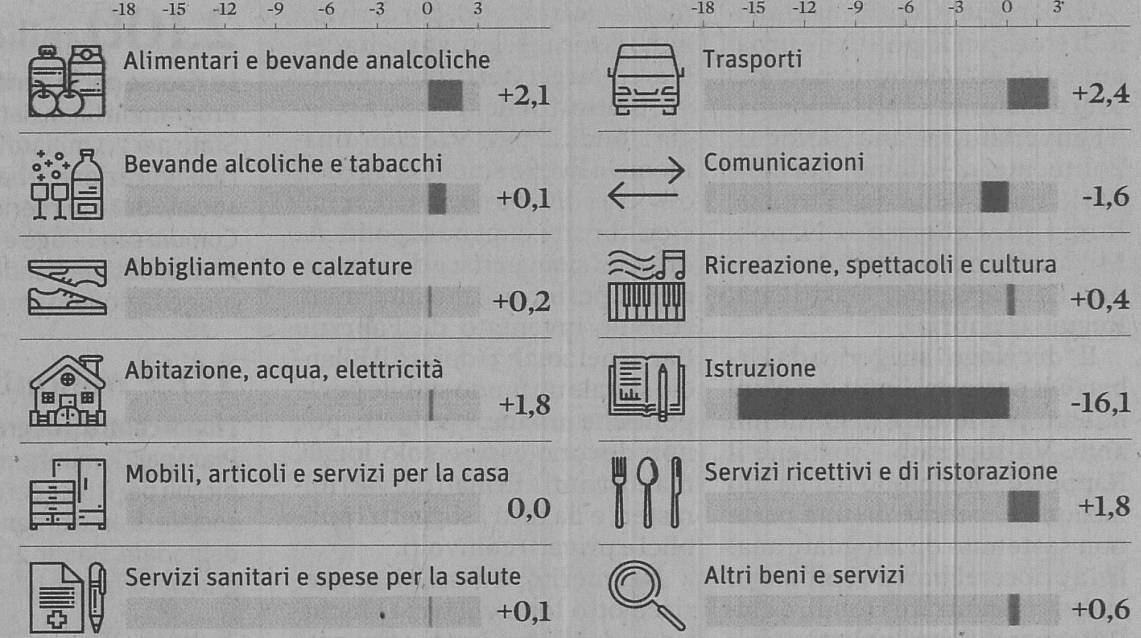 -18 -15 -12 -9 -6 -3 0 3
Alimentari e bevande analcoliche
+2,1
Bevande alcoliche e tabacchi
+0,1
Abbigliamento e calzature
+0,2
Abitazione, acqua, elettricità
+1,8
Mobili, articoli e servizi per la casa
0,0
Servizi sanitari e spese per la salute
+0,1
-18 -15 -12 -9 -6 -3 0 3
Trasporti
+2,4
Comunicazioni
-1,6
Ricreazione, spettacoli e cultura
+0,4
Istruzione
-16,1
Servizi ricettivi e di ristorazione
+1,8
Altri beni e servizi
+0,6